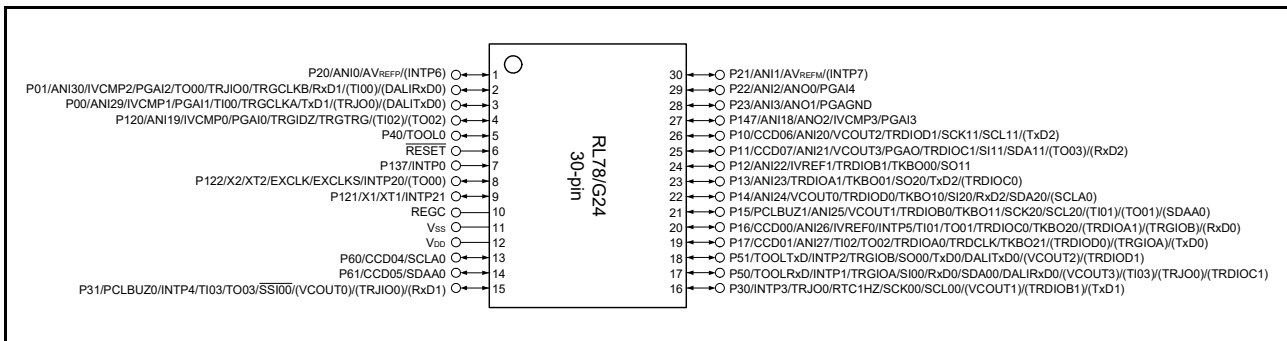 P20/ANI0/AVREFP/(INTP6) 1
P01/ANI30/IVCMP2/PGAI2/TO00/TRJIO0/TRGCLKB/RxD1/(TI00)/(DALIRxD0) 2
P00/ANI29/IVCMP1/PGAI1/TI00/TRGCLKA/TxD1/(TRJO0)/(DALITxD0) 3
P120/ANI19/IVCMP0/PGAI0/TRGIDZ/TRGTRG/(TI02)/(TO02) 4
P40/TOOL0 5
RESET 6
P137/INTP0 7
P122/X2/XT2/EXCLK/EXCLKS/INTP20/(TO00) 8
P121/X1/XT1/INTP21 9
REGC 10
VSS 11
VDD 12
P60/CCD04/SCLA0 13
P61/CCD05/SDAA0 14
P31/PCLBUZ0/INTP4/TI03/TO03/SSI00/(VCOUT0)/(TRJIO0)/(RxD1) 15
RL78/G24
30-pin
30 P21/ANI1/AVREFM/(INTP7)
29 P22/ANI2/ANO0/PGAI4
28 P23/ANI3/ANO1/PGAGND
27 P147/ANI18/ANO2/IVCMP3/PGAI3
26 P10/CCD06/ANI20/VCOUT2/TRDIOD1/SCK11/SCL11/(TxD2)
25 P11/CCD07/ANI21/VCOUT3/PGAO/TRDIOC1/SI11/SDA11/(TO03)/(RxD2)
24 P12/ANI22/IVREF1/TRDIOB1/TKBO00/SO11
23 P13/ANI23/TRDIOA1/TKBO01/SO20/TxD2/(TRDIOC0)
22 P14/ANI24/VCOUT0/TRDIOD0/TKBO10/SI20/RxD2/SDA20/(SCLA0)
21 P15/PCLBUZ1/ANI25/VCOUT1/TRDIOB0/TKBO11/SCK20/SCL20/(TI01)/(TO01)/(SDAA0)
20 P16/CCD00/ANI26/IVREF0/INTP5/TI01/TO01/TRDIOC0/TKBO20/(TRDIOA1)/(TRGIOB)/(RxD0)
19 P17/CCD01/ANI27/TI02/TO02/TRDIOA0/TRDCLK/TKBO21/(TRDIOD0)/(TRGIOA)/(TxD0)
18 P51/TOOLTxD/INTP2/TRGIOB/SO00/TxD0/DALITxD0/(VCOUT2)/(TRDIOD1)
17 P50/TOOLRxD/INTP1/TRGIOA/SI00/RxD0/SDA00/DALIRxD0/(VCOUT3)/(TI03)/(TRJO0)/(TRDIOC1)
16 P30/INTP3/TRJO0/RTC1HZ/SCK00/SCL00/(VCOUT1)/(TRDIOB1)/(TxD1)